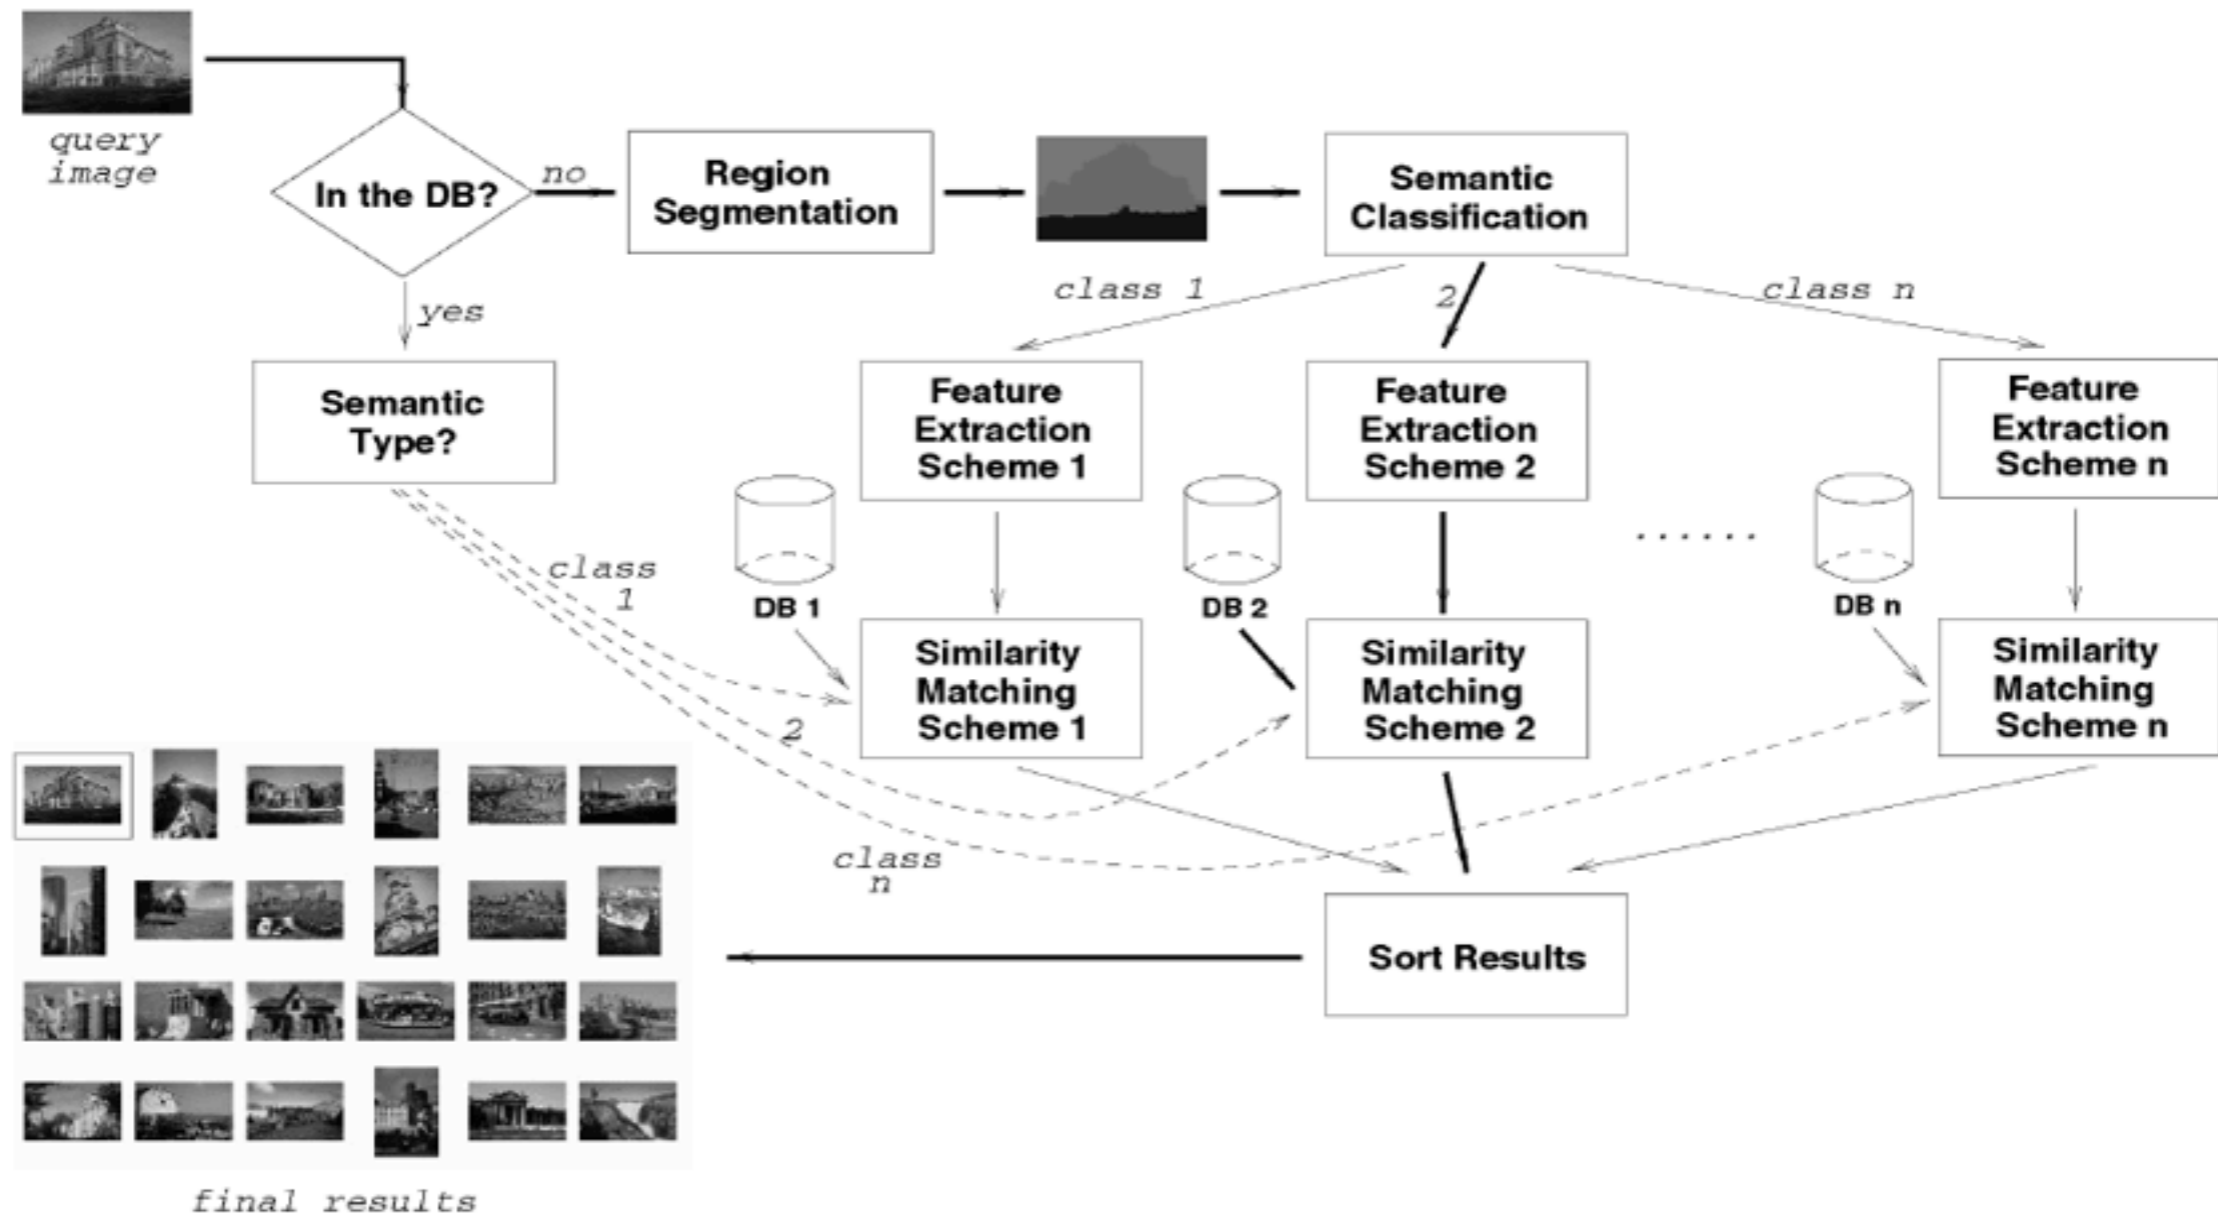 query
image
In the DB?
no
Region
Segmentation
Semantic
Classification
yes
class 1
2
class n
Semantic
Type?
Feature
Extraction
Scheme 1
Feature
Extraction
Scheme 2
Feature
Extraction
Scheme n
class
1
DB 1
DB 2
......
DB n
2
Similarity
Matching
Scheme 1
Similarity
Matching
Scheme 2
Similarity
Matching
Scheme n
class
n
Sort Results
final results